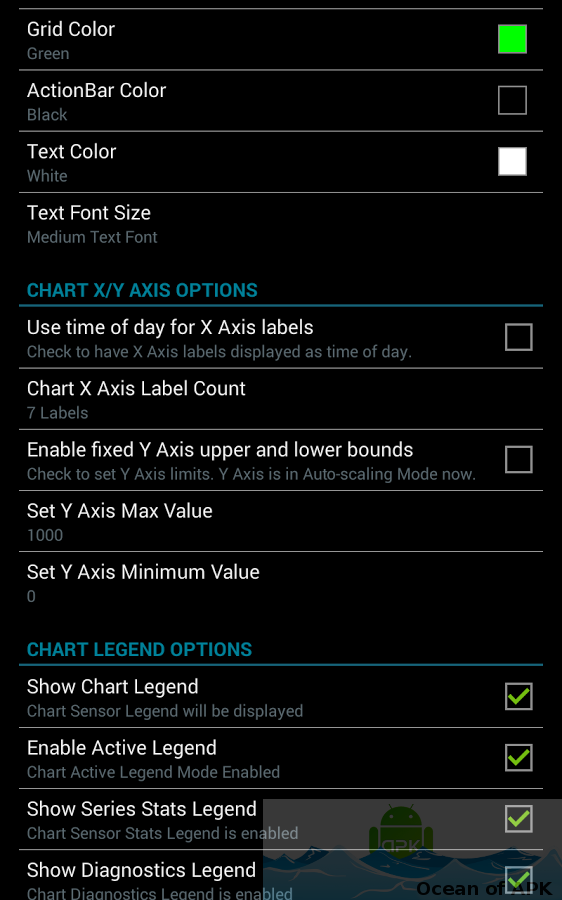 Grid Color
Green
ActionBar Color
Black
Text Color
White
Text Font Size
Medium Text Font
CHART X/Y AXIS OPTIONS
Use time of day for X Axis labels
Check to have X Axis labels displayed as time of day.
Chart X Axis Label Count
7 Labels
Enable fixed Y Axis upper and lower bounds
Check to set Y Axis limits. Y Axis is in Auto-scaling Mode now.
Set Y Axis Max Value
1000
Set Y Axis Minimum Value
0
CHART LEGEND OPTIONS
Show Chart Legend
Chart Sensor Legend will be displayed
Enable Active Legend
Chart Active Legend Mode Enabled
Show Series Stats Legend
Chart Sensor Stats Legend is enabled
APK
Show Diagnostics Legend
Chart Diagnostics Legend is enabled
Ocean of APK